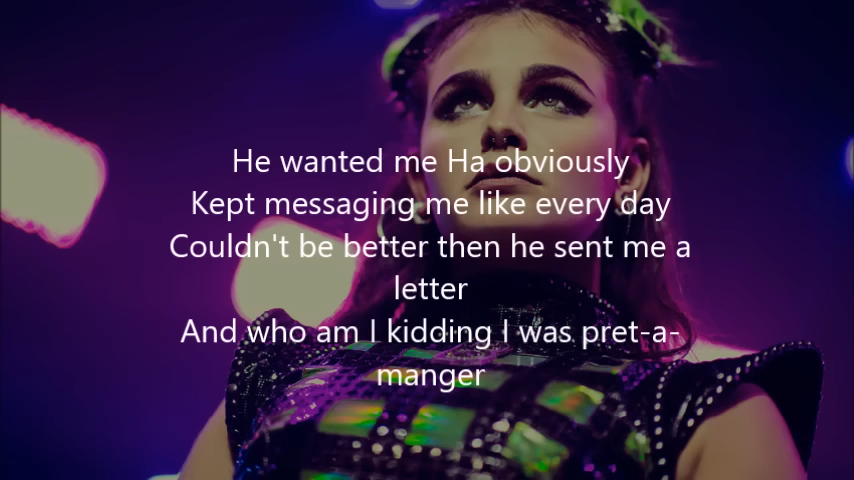 He wanted me Ha obviously
Kept messaging me like every day
Couldn't be better then he sent me a
letter
And who am I kidding I was pret-a-
manger